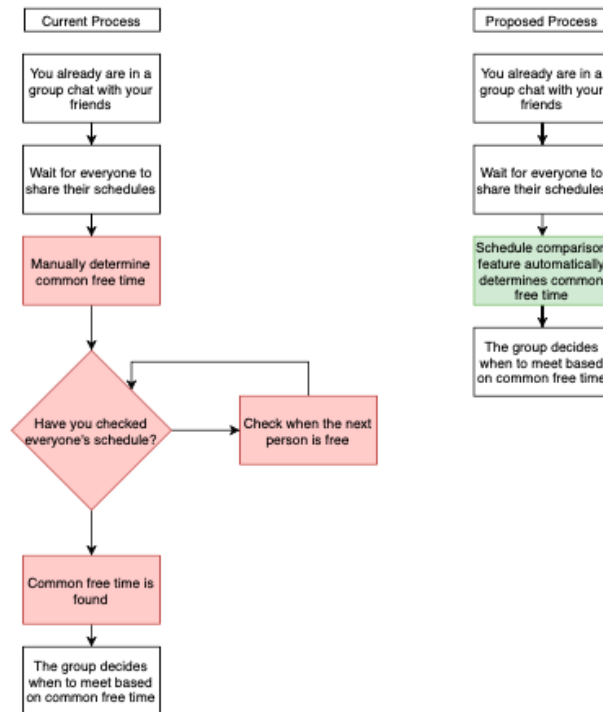 Current Process
You already are in a
group chat with your
friends
Wait for everyone to
share their schedules
Manually determine
common free time
Have you checked
everyone's schedule?
Check when the next
person is free
Common free time is
found
The group decides
when to meet based
on common free time
Proposed Process
You already are in a
group chat with your
friends
Wait for everyone to
share their schedules
Schedule comparison
feature automatically
determines common
free time
The group decides
when to meet based
on common free time